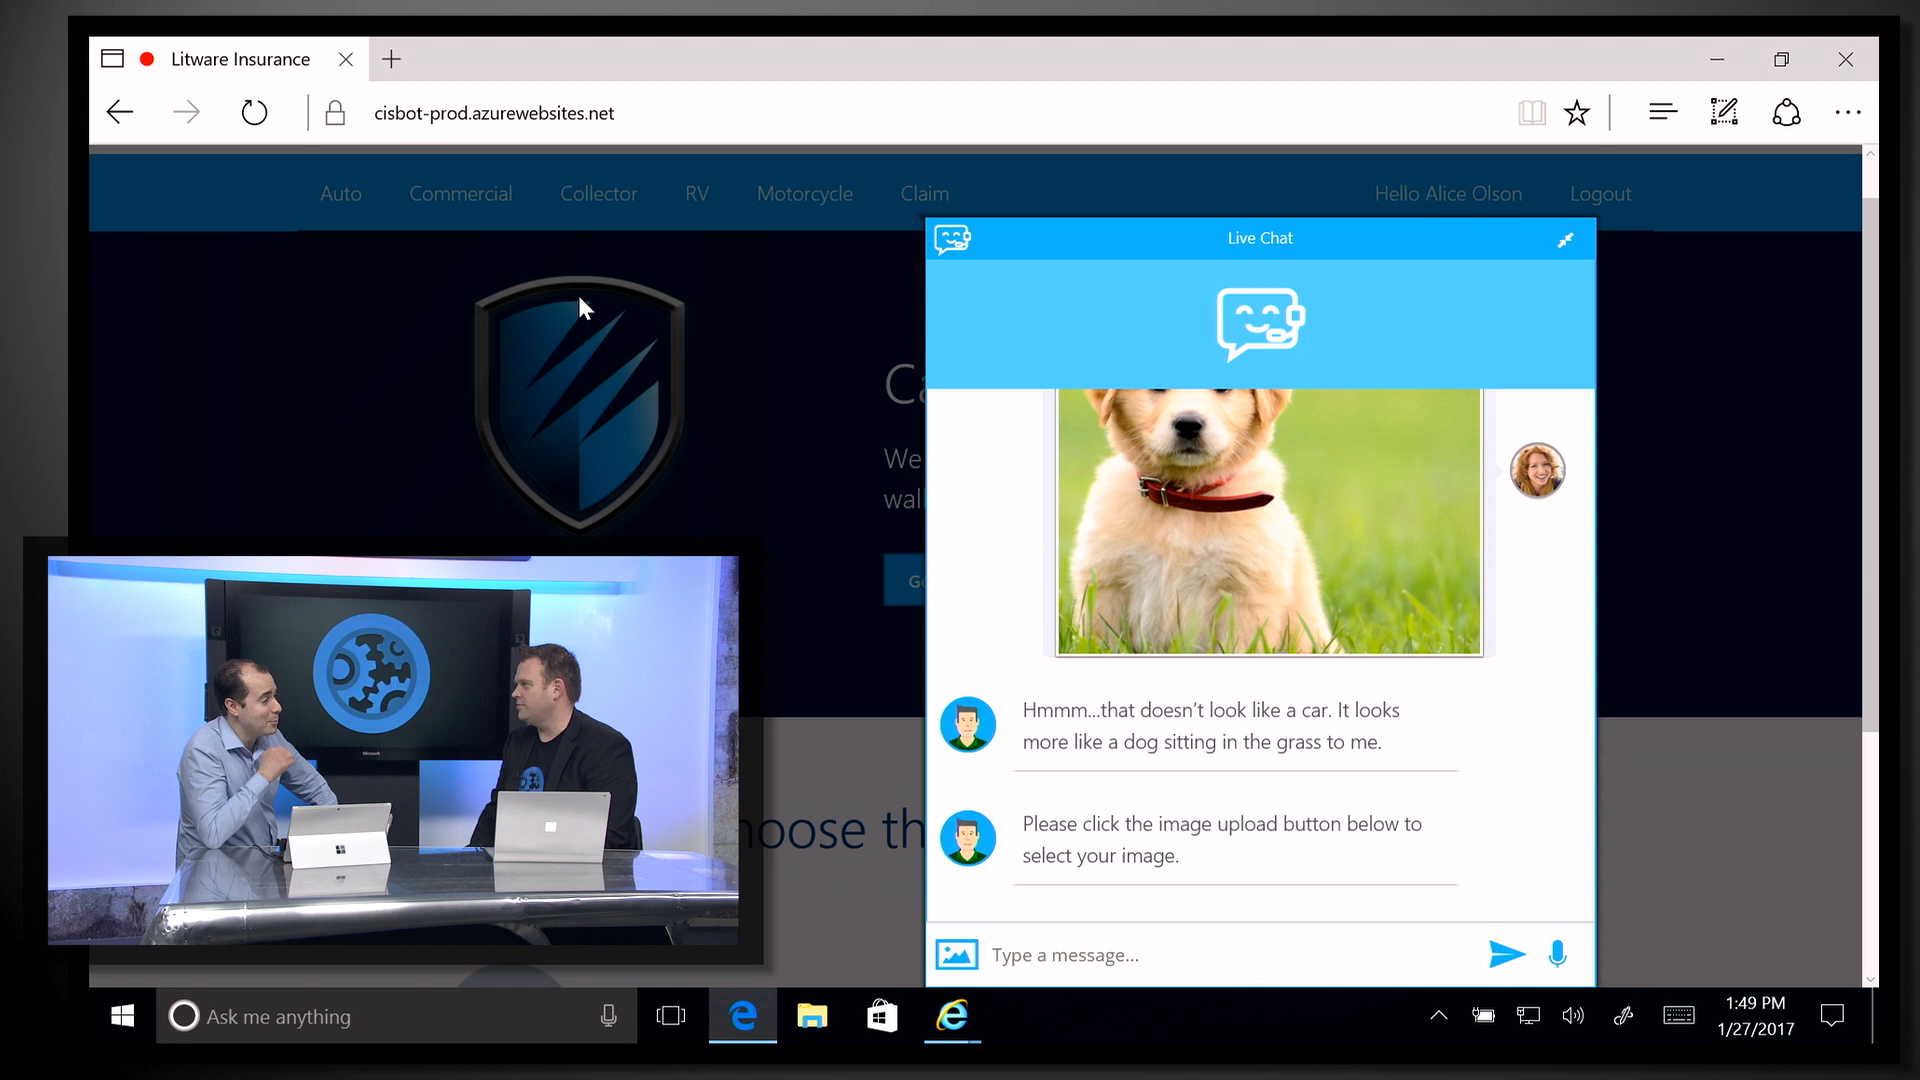 Litware Insurance
cisbot-prod.azurewebsites.net
Auto Commercial Collector RV Motorcycle Claim Hello Alice Olson Logout
Live Chat
We
Hmmm...that doesn't look like a car. It looks
more like a dog sitting in the grass to me.
Please click the image upload button below to
select your image.
Type a message...
Microsoft
Ask me anything
1:49 PM
1/27/2017